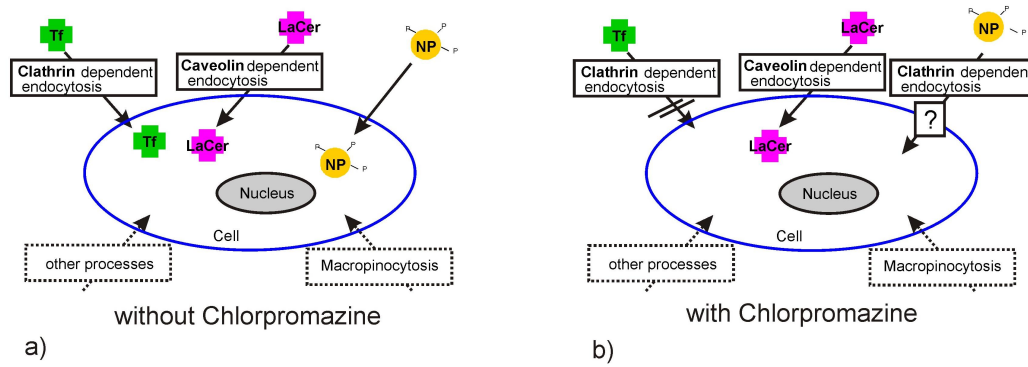 Tf
LaCer
P
P
P
NP
Clathrin dependent
endocytosis
Caveolin dependent
endocytosis
Tf
LaCer
P
P
P
NP
Nucleus
Cell
other processes
Macropinocytosis
without Chlorpromazine
a)
Tf
LaCer
P
P
P
NP
Clathrin dependent
endocytosis
Caveolin dependent
endocytosis
Clathrin dependent
endocytosis
?
LaCer
Nucleus
Cell
other processes
Macropinocytosis
with Chlorpromazine
b)